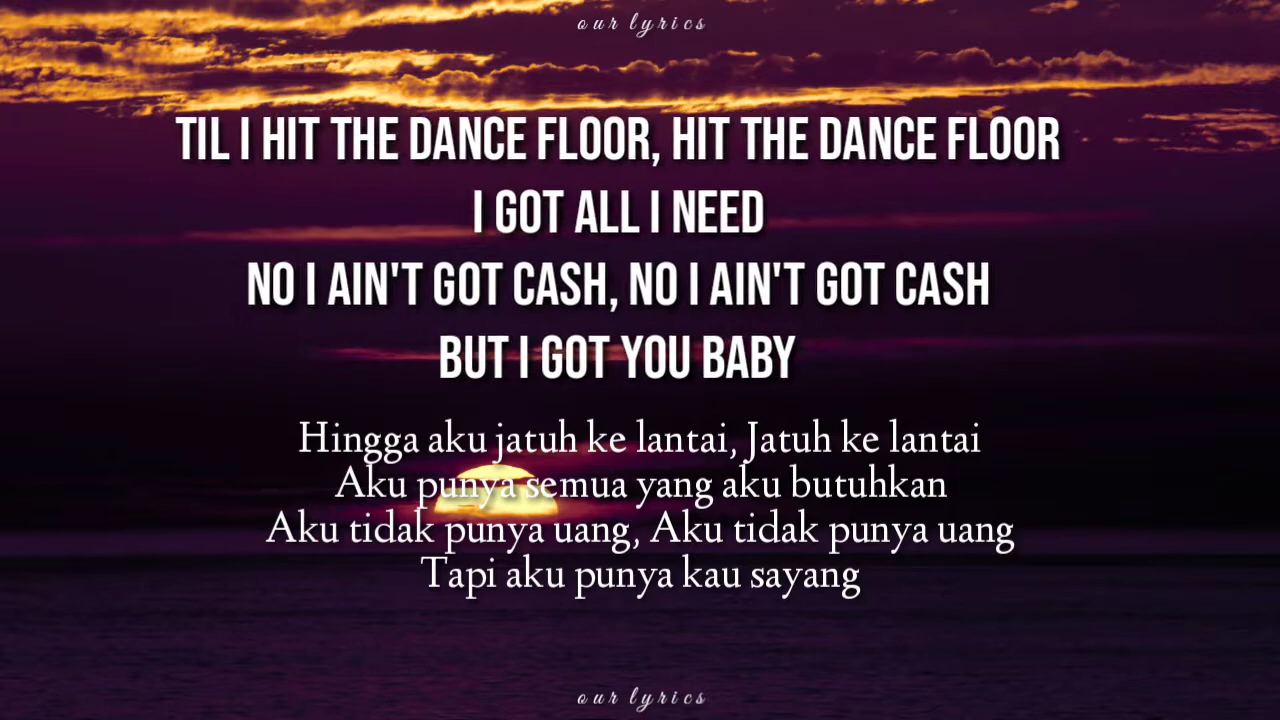 our lyrics
TIL I HIT THE DANCE FLOOR, HIT THE DANCE FLOOR
I GOT ALL I NEED
NO I AIN'T GOT CASH, NO I AIN'T GOT CASH
BUT I GOT YOU BABY
Hingga aku jatuh ke lantai, Jatuh ke lantai
Aku punya semua yang aku butuhkan
Aku tidak punya uang, Aku tidak punya uang
Tapi aku punya kau sayang
our lyrics